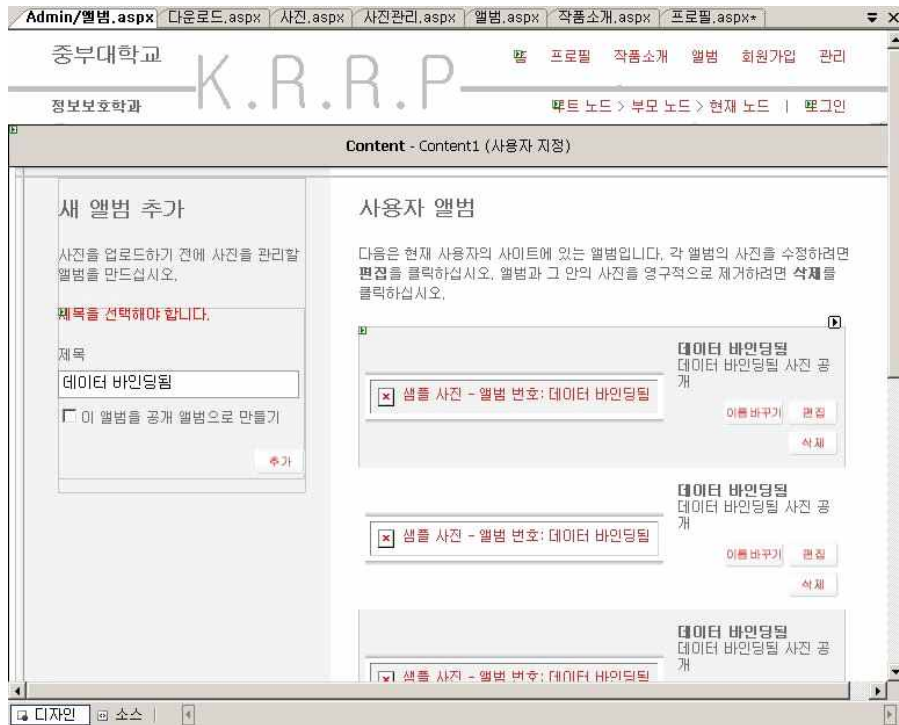 Admin/앨범.aspx 다운로드.aspx 사진.aspx 사진관리.aspx 앨범.aspx 작품소개.aspx 프로필.aspx*
중부대학교
K.R.R.P
홈 프로필 작품소개 앨범 회원가입 관리
정보보호학과
루트 노드 > 부모 노드 > 현재 노드 | 로그인
Content - Content1 (사용자 지정)
새 앨범 추가
사진을 업로드하기 전에 사진을 관리할
앨범을 만드십시오.
제목을 선택해야 합니다.
제목
데이터 바인딩됨
이 앨범을 공개 앨범으로 만들기
추가
사용자 앨범
다음은 현재 사용자의 사이트에 있는 앨범입니다. 각 앨범의 사진을 수정하려면
편집을 클릭하십시오. 앨범과 그 안의 사진을 영구적으로 제거하려면 삭제를
클릭하십시오.
샘플 사진 - 앨범 번호: 데이터 바인딩됨
데이터 바인딩됨
데이터 바인딩됨 사진 공
개
이름 바꾸기 편집
삭제
샘플 사진 - 앨범 번호: 데이터 바인딩됨
데이터 바인딩됨
데이터 바인딩됨 사진 공
개
이름 바꾸기 편집
삭제
샘플 사진 - 앨범 번호: 데이터 바인딩됨
데이터 바인딩됨
데이터 바인딩됨 사진 공
개
디자인 소스